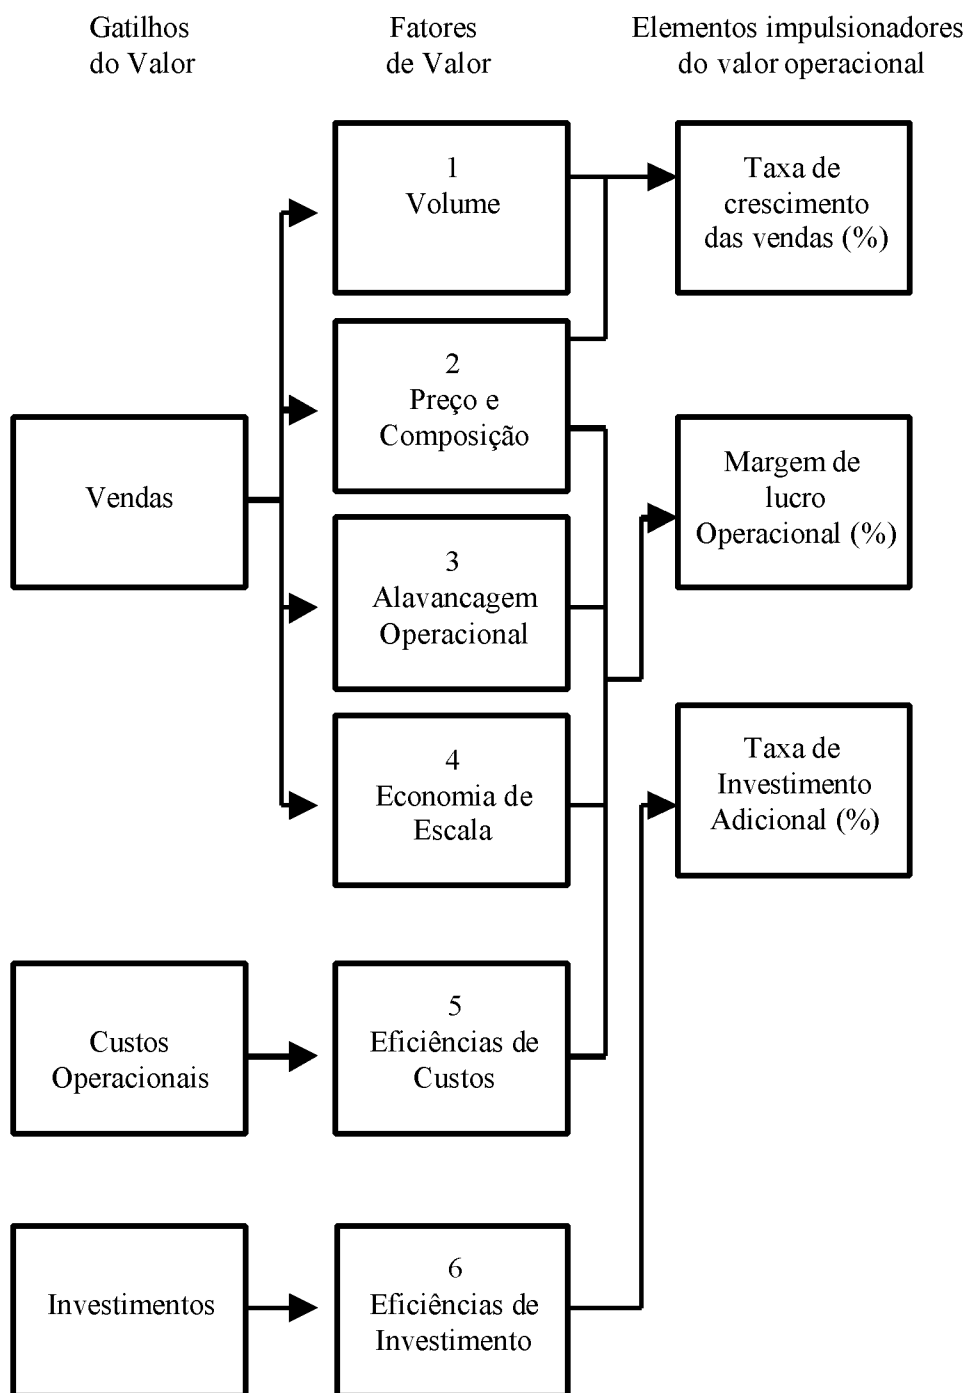 Gatilhos
do Valor
Fatores
de Valor
Elementos impulsionadores
do valor operacional
1
Volume
Taxa de
crescimento
das vendas (%)
2
Preço e
Composição
Vendas
Margem de
lucro
Operacional (%)
3
Alavancagem
Operacional
4
Economia de
Escala
Taxa de
Investimento
Adicional (%)
Custos
Operacionais
5
Eficiências de
Custos
Investimentos
6
Eficiências de
Investimento